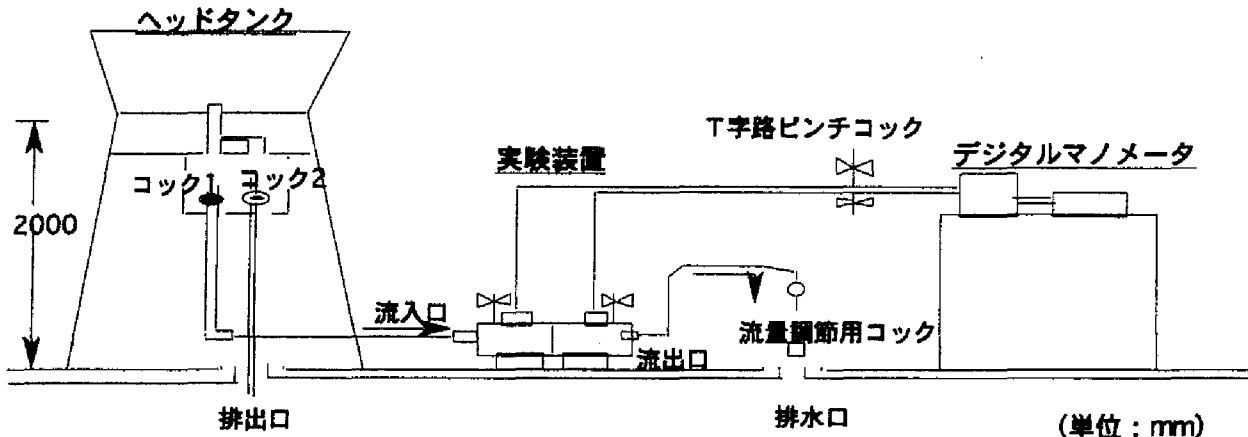 ヘッドタンク
T字路ピンチコック
実験装置
デジタルマノメータ
コック1
コック2
2000
流入口
流量調節用コック
流出口
排出口
排水口
(単位：mm)